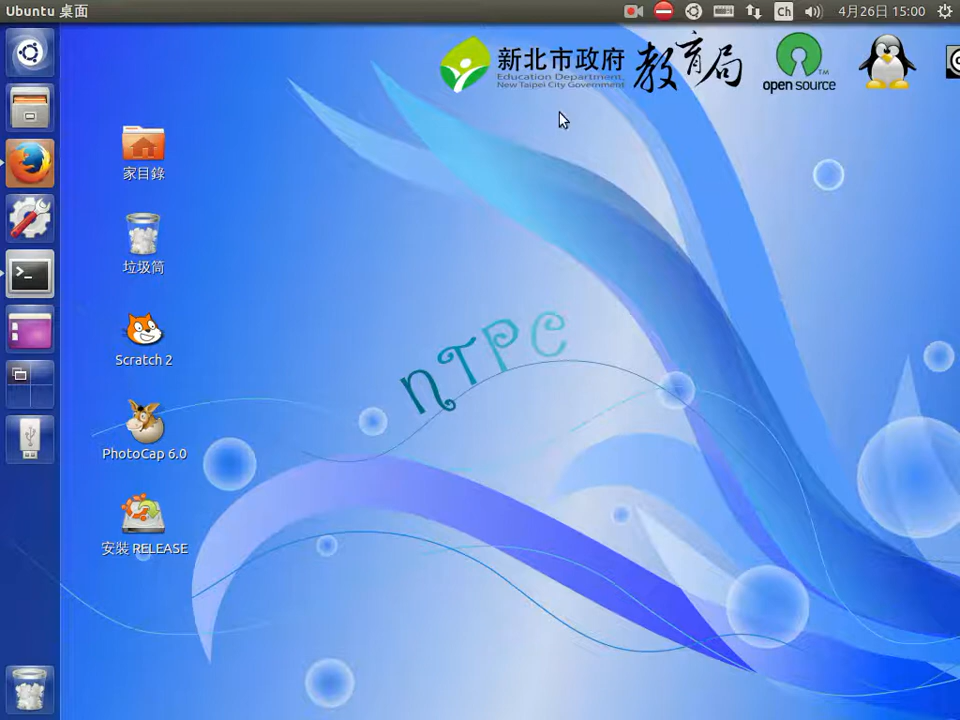 Ubuntu 桌面
Ch
4月26日 15:00
新北市政府
Education Department,
New Taipei City Government
教育局
open source
TM
家目錄
垃圾筒
Scratch 2
nTPC
PhotoCap 6.0
安裝 RELEASE